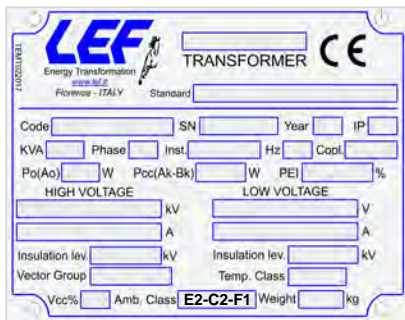 LEF
Energy Transformation
www.lef.it
Florence - ITALY
TRANSFORMER CE
Standard
Code SN Year IP
KVA Phase Inst. Hz Copl.
Po(Ao) W Pcc(Ak-Bk) W PEI %
HIGH VOLTAGE LOW VOLTAGE
kV V
A A
Insulation lev. kV Insulation lev. kV
Vector Group Temp. Class
Vcc% Amb. Class E2-C2-F1 Weight kg